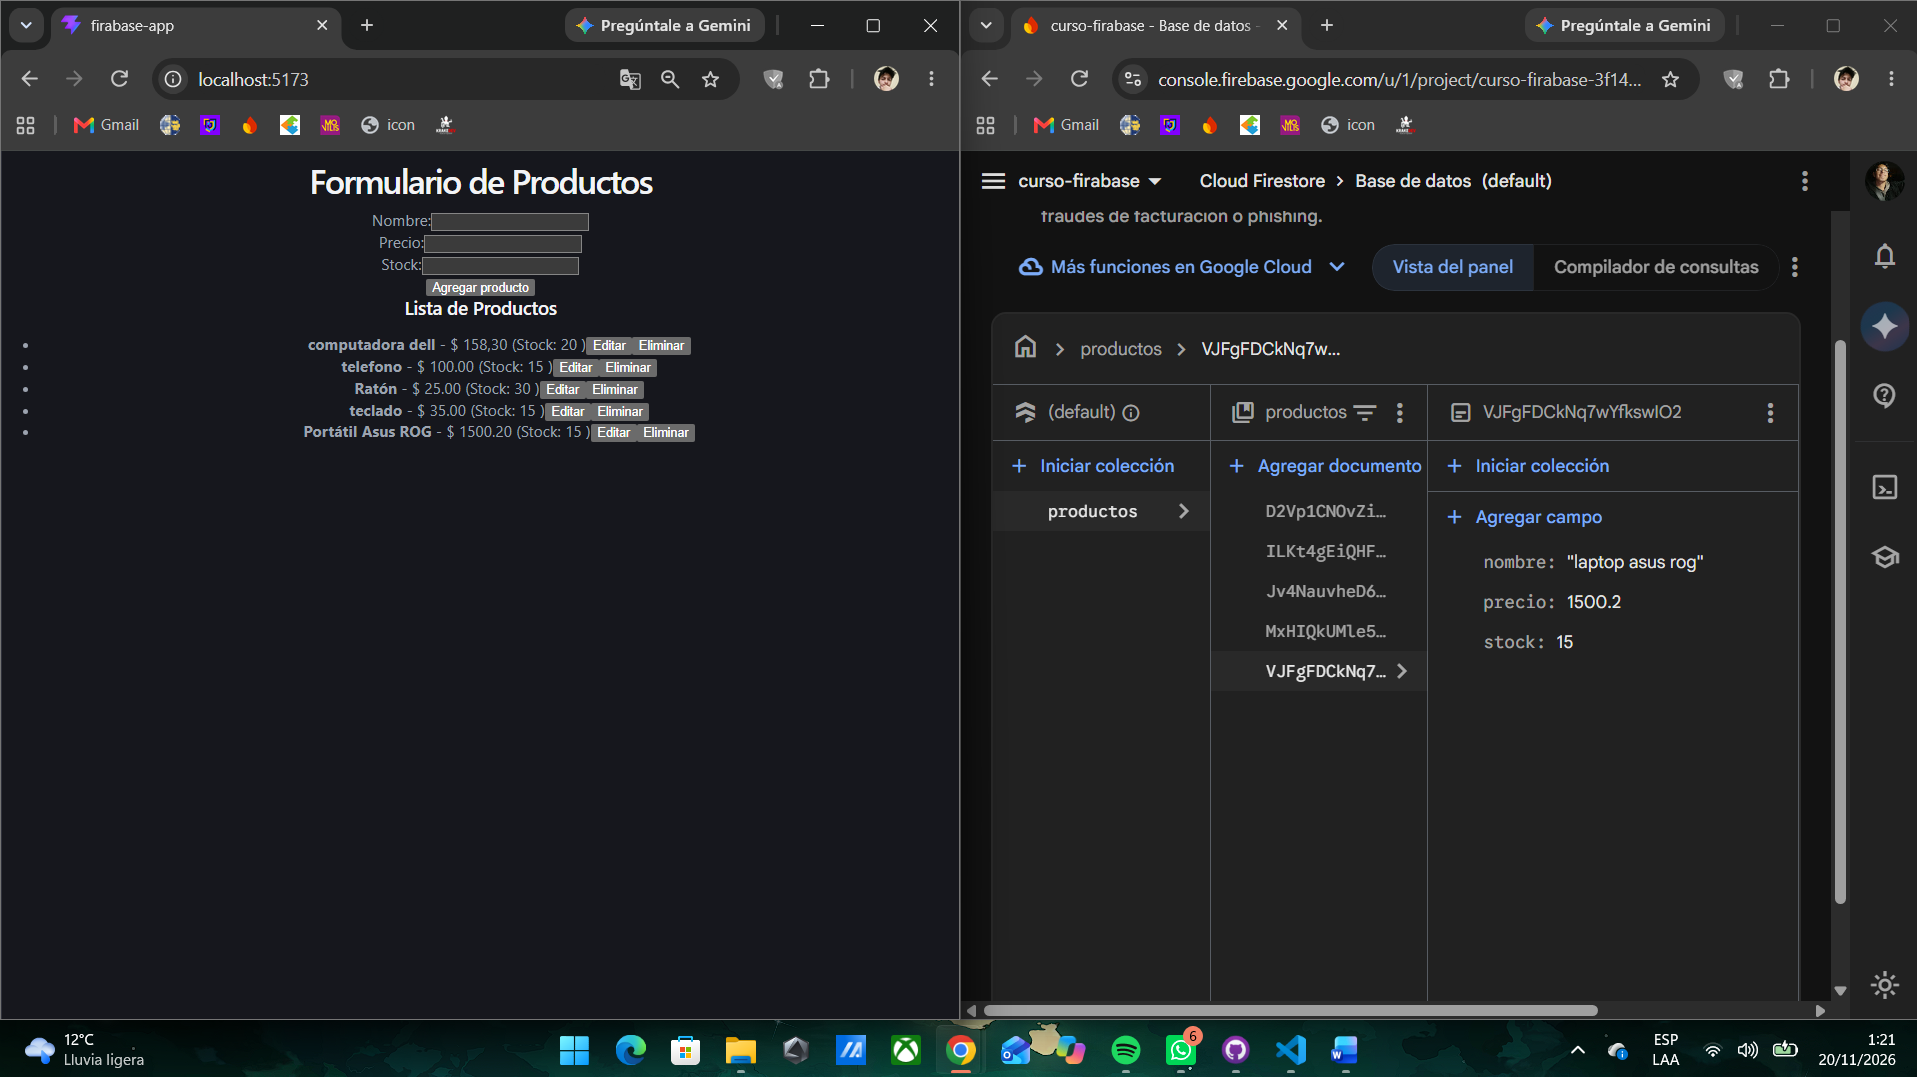 firabase-app
Pregúntale a Gemini
localhost:5173
Gmail
icon
Formulario de Productos
Nombre:
Precio:
Stock:
Agregar producto
Lista de Productos
computadora dell - $ 158,30 (Stock: 20 ) Editar Eliminar
telefono - $ 100.00 (Stock: 15 ) Editar Eliminar
Ratón - $ 25.00 (Stock: 30 ) Editar Eliminar
teclado - $ 35.00 (Stock: 15 ) Editar Eliminar
Portátil Asus ROG - $ 1500.20 (Stock: 15 ) Editar Eliminar
curso-firabase - Base de datos -
Pregúntale a Gemini
console.firebase.google.com/u/1/project/curso-firabase-3f14...
Gmail
icon
curso-firabase
Cloud Firestore > Base de datos (default)
fraudes de facturación o phishing.
Más funciones en Google Cloud
Vista del panel
Compilador de consultas
productos > VJFgFDCkNq7w...
(default)
productos
VJFgFDCkNq7wYfkswIO2
+ Iniciar colección
+ Agregar documento
+ Iniciar colección
productos
D2Vp1CNOvZi...
ILKt4gEiQHF...
Jv4NauvheD6...
MxHIQkUMle5...
VJFgFDCkNq7...
+ Agregar campo
nombre: "laptop asus rog"
precio: 1500.2
stock: 15
12°C
Lluvia ligera
6
ESP
LAA
1:21
20/11/2026